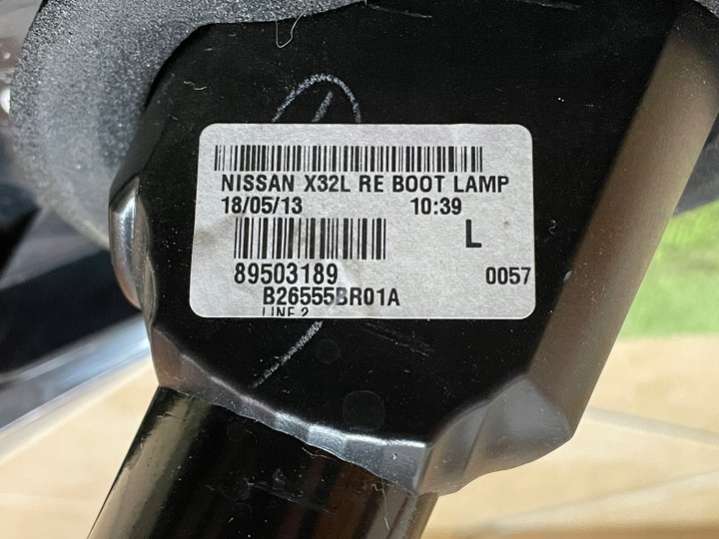 NISSAN X32L RE BOOT LAMP
18/05/13 10:39
L
89503189 0057
B26555BR01A
LINE 2